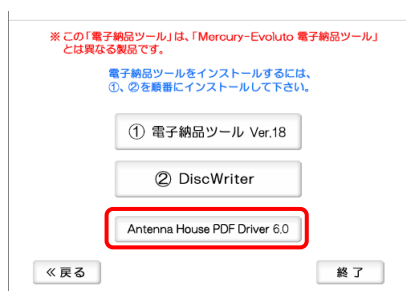 ※この「電子納品ツール」は、「Mercury-Evoluto 電子納品ツール」
とは異なる製品です。
電子納品ツールをインストールするには、
①、②を順番にインストールして下さい。
① 電子納品ツール Ver.18
② DiscWriter
Antenna House PDF Driver 6.0
≪戻る
終了